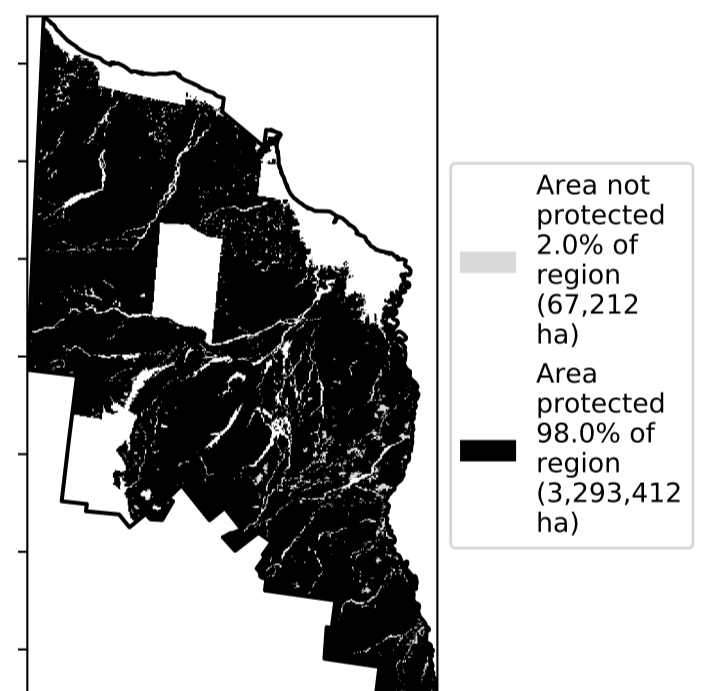 Area not
protected
2.0% of
region
(67,212
ha)
Area
protected
98.0% of
region
(3,293,412
ha)